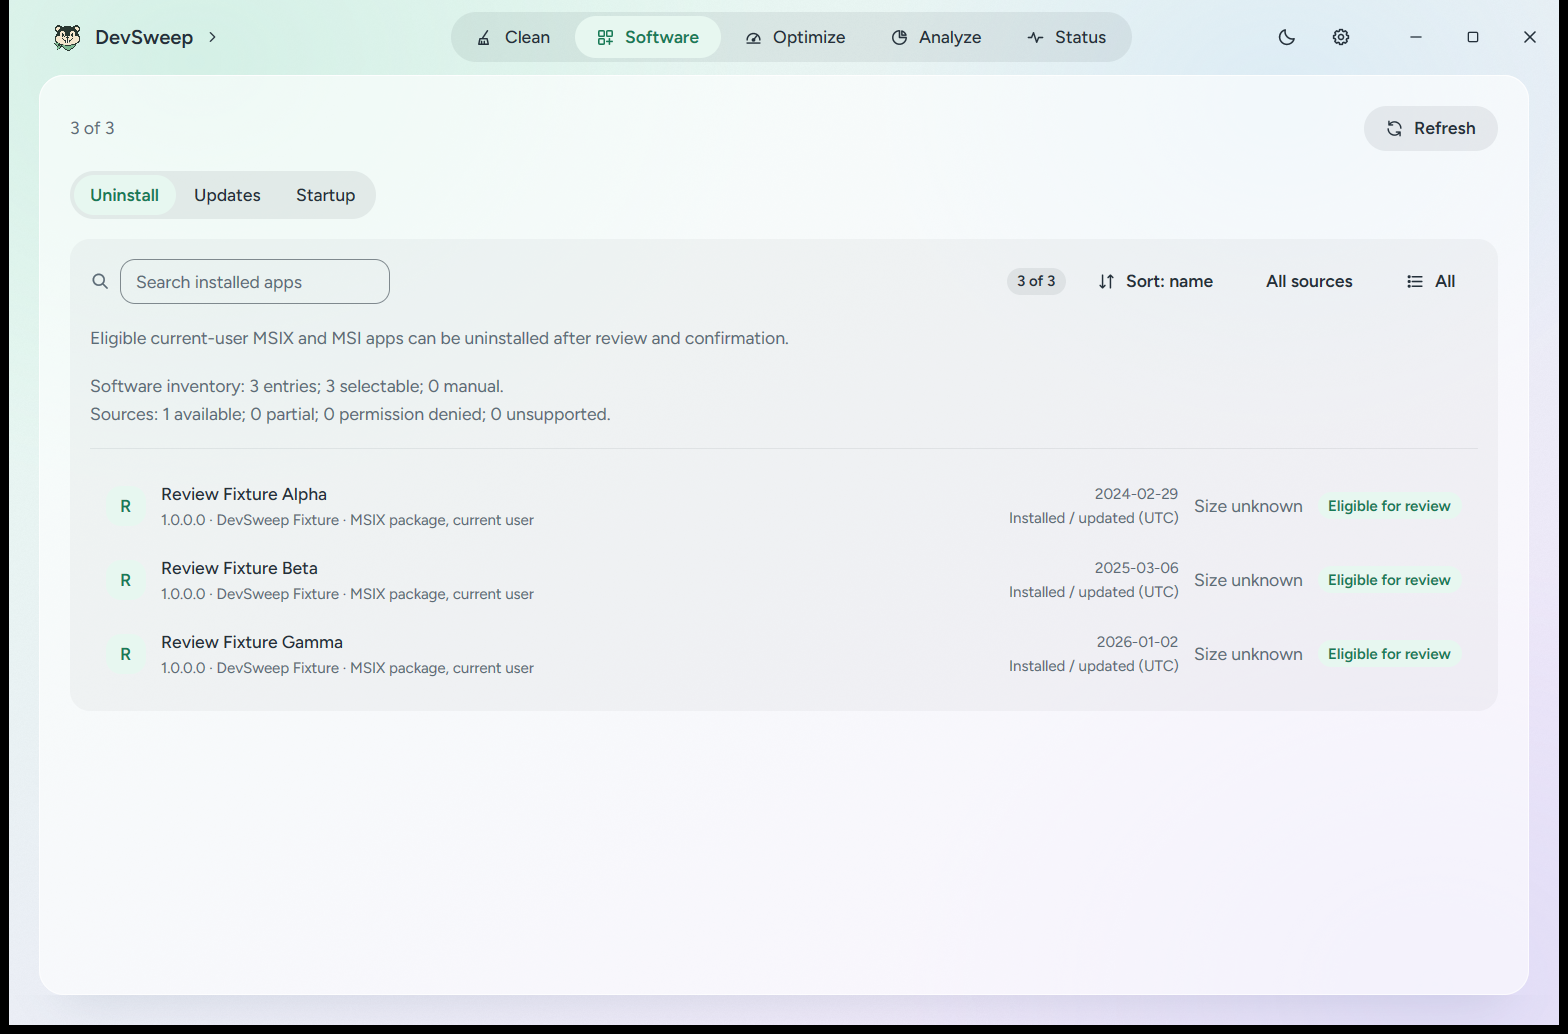 DevSweep
Clean
Software
Optimize
Analyze
Status
3 of 3
Refresh
Uninstall
Updates
Startup
Search installed apps
3 of 3
Sort: name
All sources
All
Eligible current-user MSIX and MSI apps can be uninstalled after review and confirmation.
Software inventory: 3 entries; 3 selectable; 0 manual.
Sources: 1 available; 0 partial; 0 permission denied; 0 unsupported.
R
Review Fixture Alpha
1.0.0.0 · DevSweep Fixture · MSIX package, current user
2024-02-29
Installed / updated (UTC)
Size unknown
Eligible for review
R
Review Fixture Beta
1.0.0.0 · DevSweep Fixture · MSIX package, current user
2025-03-06
Installed / updated (UTC)
Size unknown
Eligible for review
R
Review Fixture Gamma
1.0.0.0 · DevSweep Fixture · MSIX package, current user
2026-01-02
Installed / updated (UTC)
Size unknown
Eligible for review